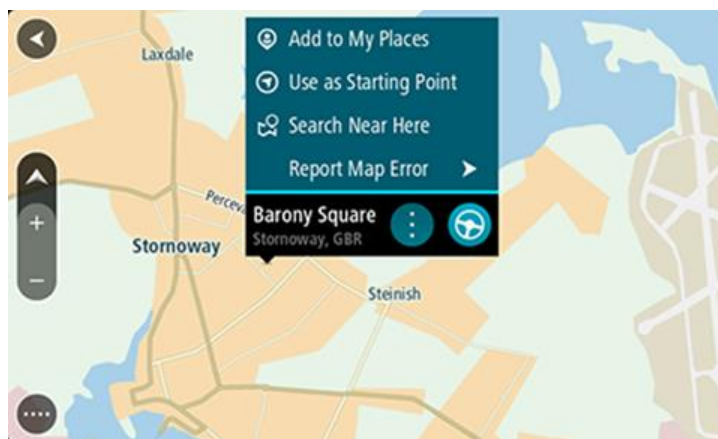 Laxdale
Add to My Places
Use as Starting Point
Search Near Here
Report Map Error
Barony Square
Stornoway, GBR
Stornoway
Steinish